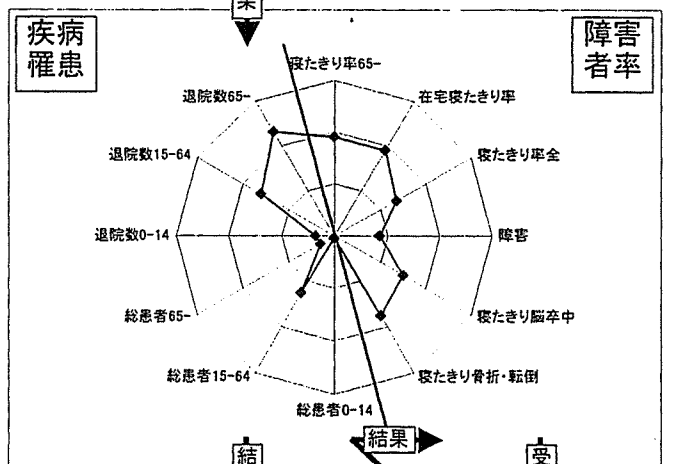 疾病
罹患
障害
者率
寝たきり率65-
退院数65-
在宅寝たきり率
退院数15-64
寝たきり率全
退院数0-14
障害
総患者65-
寝たきり脳卒中
総患者15-64
寝たきり骨折・転倒
総患者0-14
結果
結
受